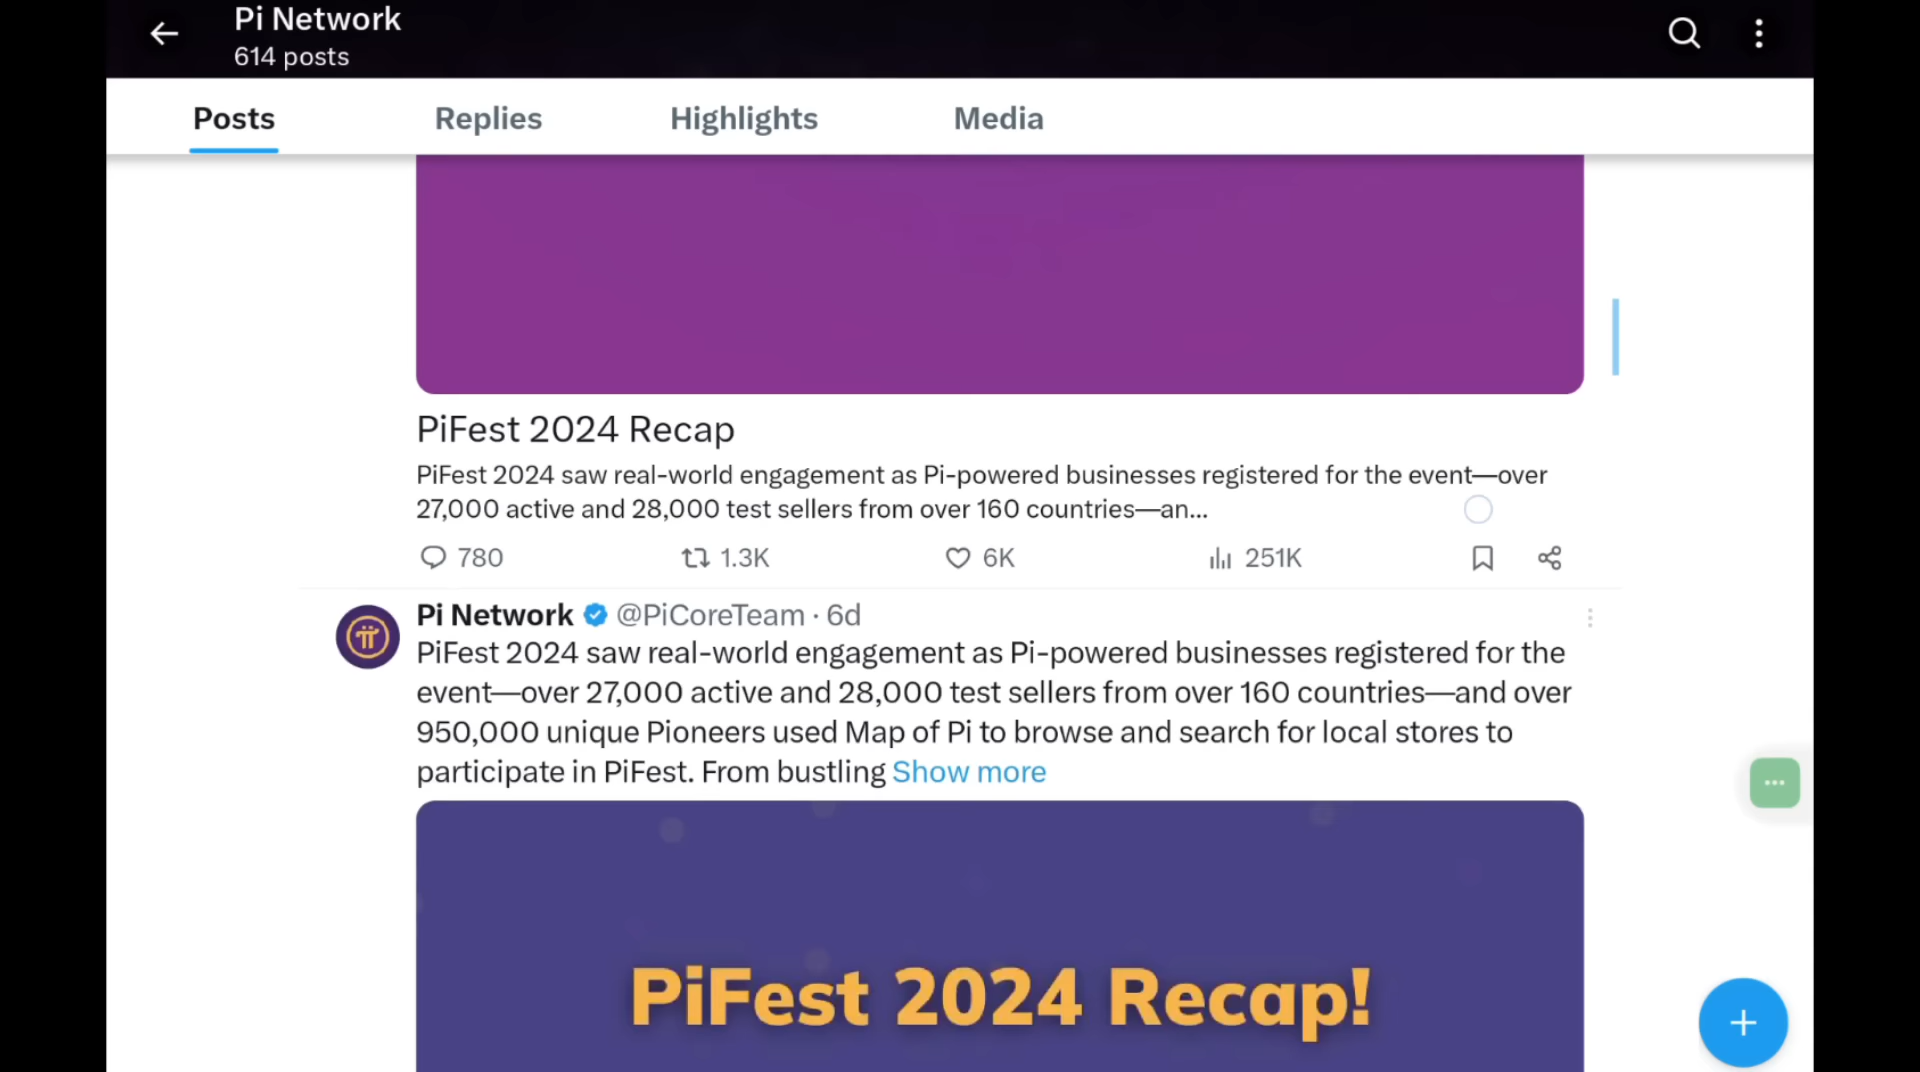 Pi Network
614 posts
Posts Replies Highlights Media
PiFest 2024 Recap
PiFest 2024 saw real-world engagement as Pi-powered businesses registered for the event—over
27,000 active and 28,000 test sellers from over 160 countries—an...
780 1.3K 6K 251K
Pi Network @PiCoreTeam · 6d
PiFest 2024 saw real-world engagement as Pi-powered businesses registered for the
event—over 27,000 active and 28,000 test sellers from over 160 countries—and over
950,000 unique Pioneers used Map of Pi to browse and search for local stores to
participate in PiFest. From bustling Show more
PiFest 2024 Recap!